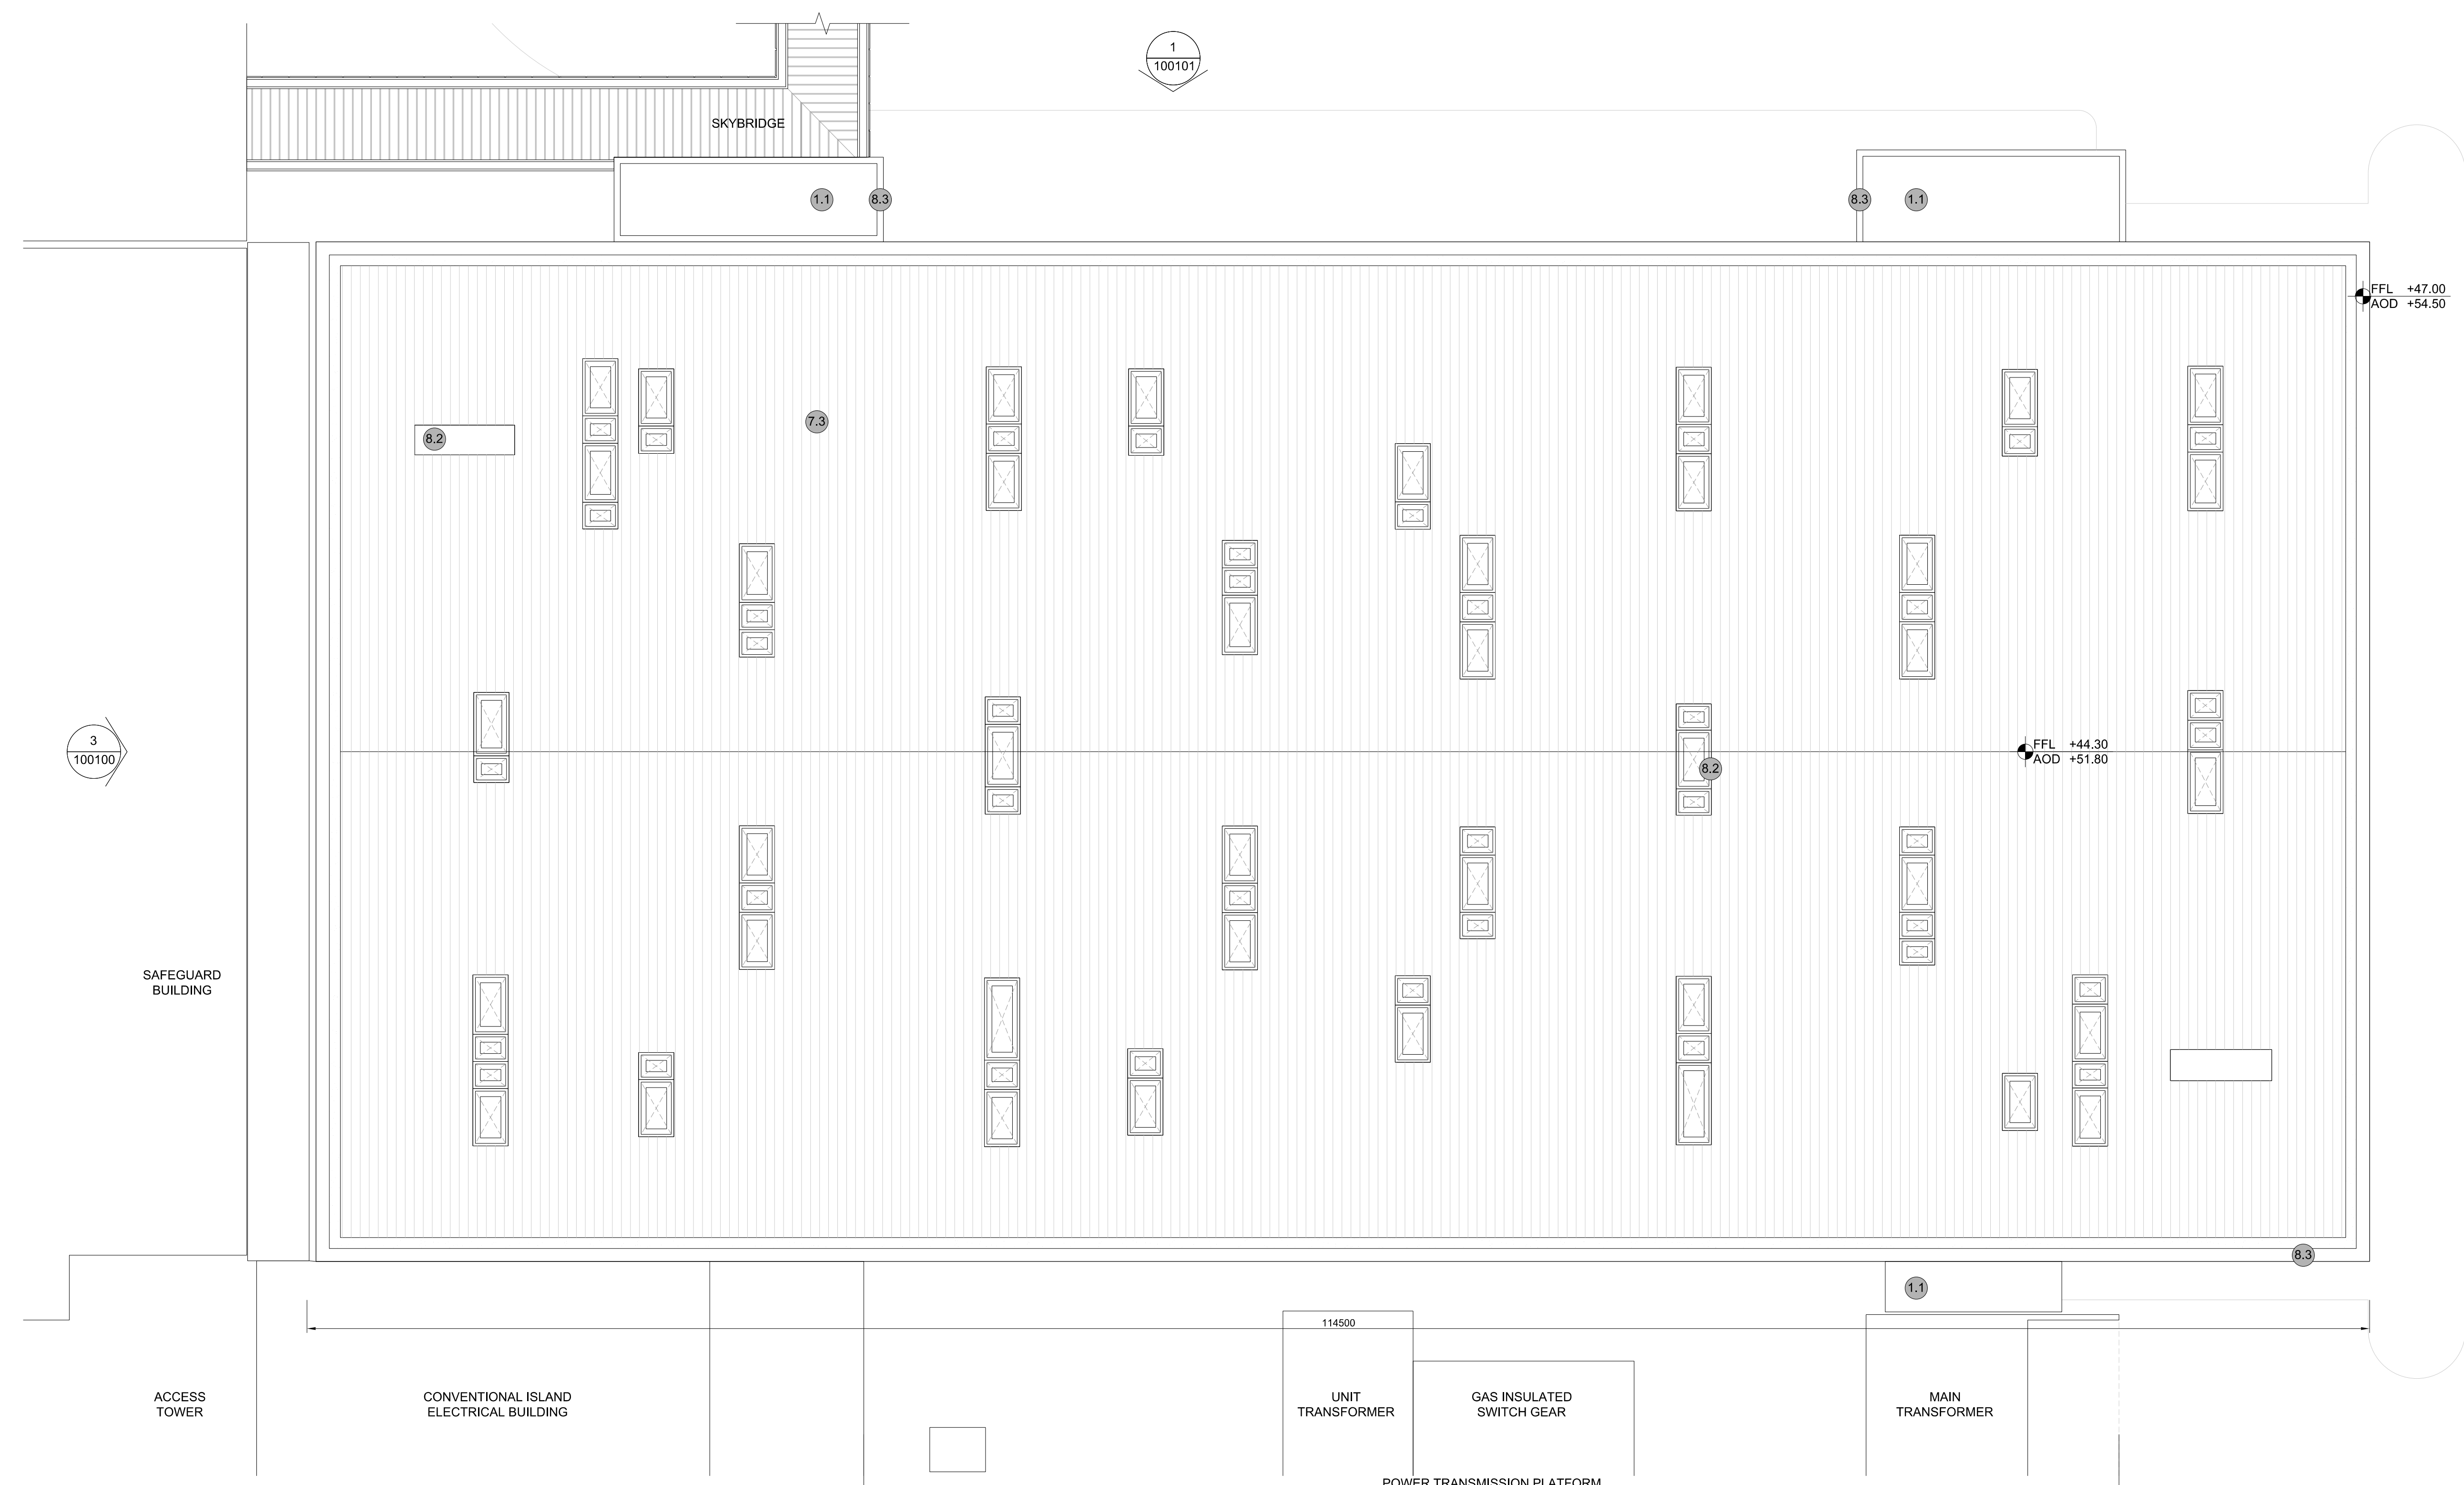 1
100101
SKYBRIDGE
1.1
8.3
8.3
1.1
FFL +47.00
AOD +54.50
7.3
8.2
3
100100
FFL +44.30
AOD +51.80
8.2
SAFEGUARD
BUILDING
8.3
1.1
114500
ACCESS
TOWER
CONVENTIONAL ISLAND
ELECTRICAL BUILDING
UNIT
TRANSFORMER
GAS INSULATED
SWITCH GEAR
MAIN
TRANSFORMER
POWER TRANSMISSION PLATFORM